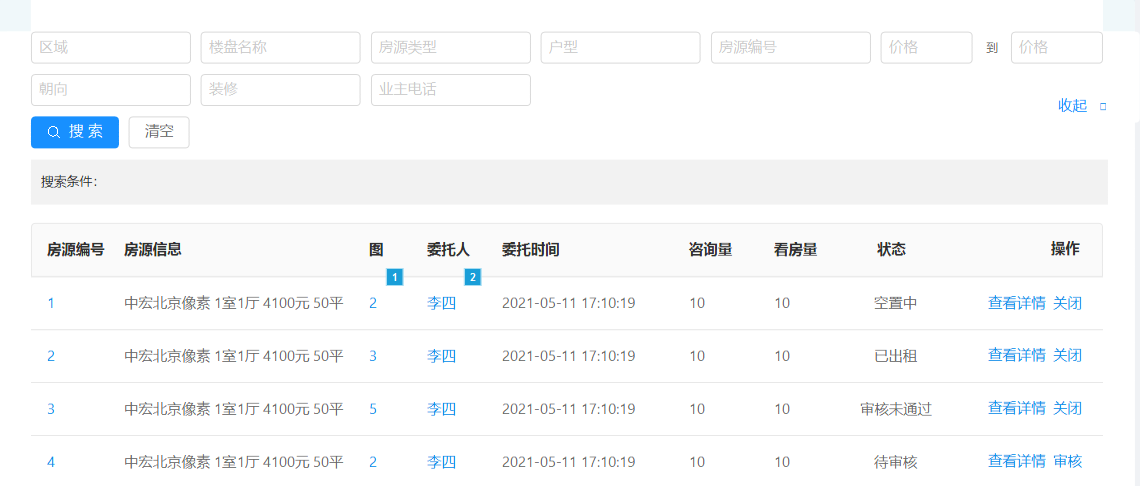 区域 楼盘名称 房源类型 户型 房源编号 价格 到 价格
朝向 装修 业主电话
收起
搜 索 清空
搜索条件：
房源编号 房源信息 图 委托人 委托时间 咨询量 看房量 状态 操作
1 2
1 中宏北京像素 1室1厅 4100元 50平 2 李四 2021-05-11 17:10:19 10 10 空置中 查看详情 关闭
2 中宏北京像素 1室1厅 4100元 50平 3 李四 2021-05-11 17:10:19 10 10 已出租 查看详情 关闭
3 中宏北京像素 1室1厅 4100元 50平 5 李四 2021-05-11 17:10:19 10 10 审核未通过 查看详情 关闭
4 中宏北京像素 1室1厅 4100元 50平 2 李四 2021-05-11 17:10:19 10 10 待审核 查看详情 审核